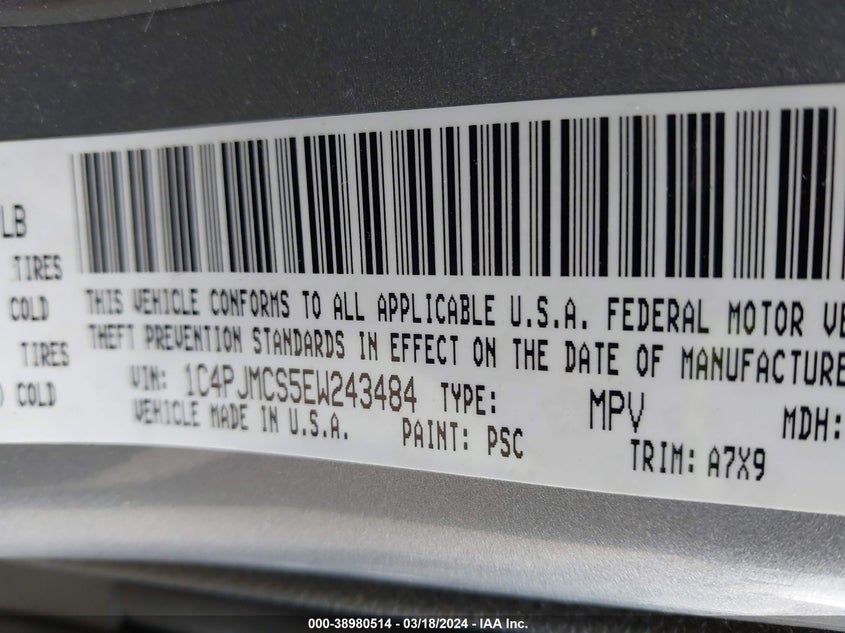 LB
TIRES
COLD
TIRES
) COLD
THIS VEHICLE CONFORMS TO ALL APPLICABLE U.S.A. FEDERAL MOTOR VE
THEFT PREVENTION STANDARDS IN EFFECT ON THE DATE OF MANUFACTURE
VIN: 1C4PJMCS5EW243484 TYPE: MPV MDH:
VEHICLE MADE IN U.S.A. PAINT: PSC TRIM: A7X9
000-38980514 - 03/18/2024 - IAA Inc.